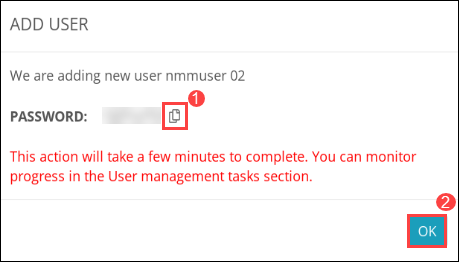 ADD USER
We are adding new user nmmuser 02
1
PASSWORD:
This action will take a few minutes to complete. You can monitor
progress in the User management tasks section.
2
OK